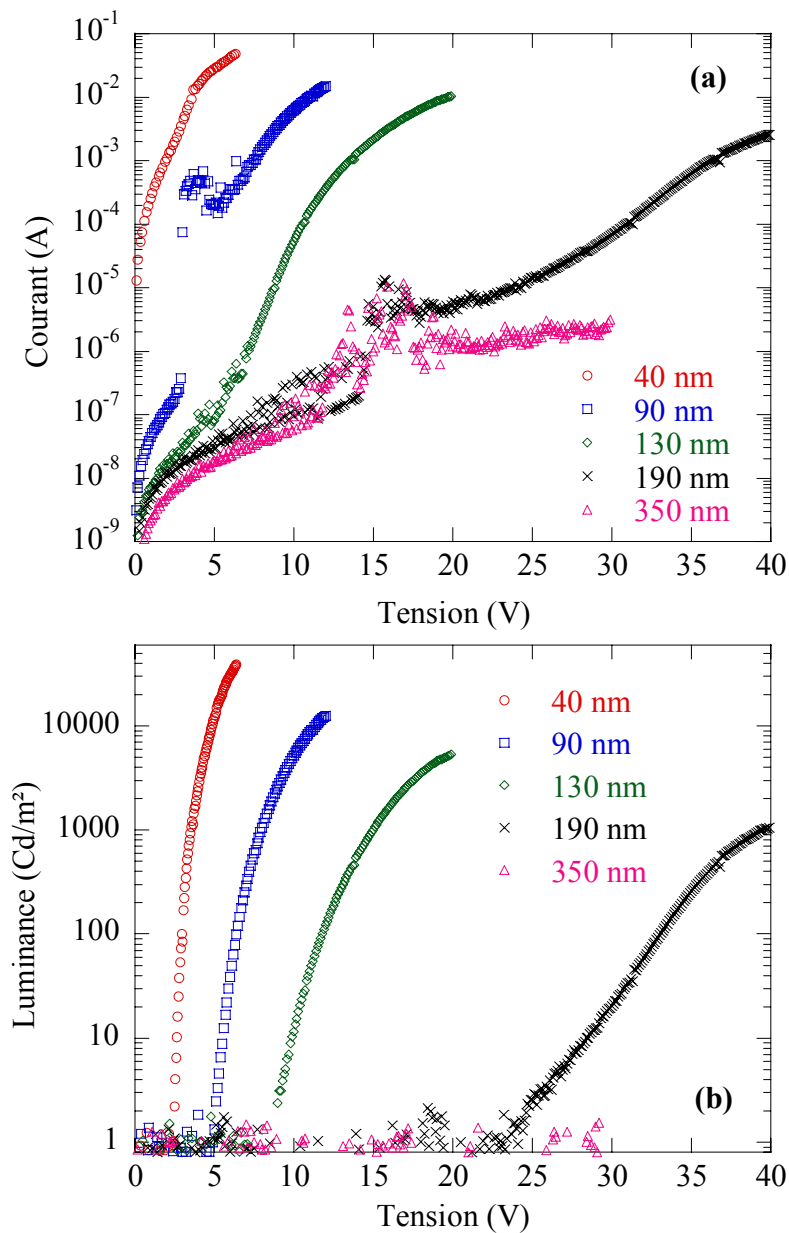 10⁻¹
(a)
10⁻²
10⁻³
10⁻⁴
10⁻⁵
10⁻⁶
10⁻⁷
10⁻⁸
10⁻⁹
Courant (A)
40 nm
90 nm
130 nm
190 nm
350 nm
0 5 10 15 20 25 30 35 40
Tension (V)
10000
1000
100
10
1
Luminance (Cd/m²)
40 nm
90 nm
130 nm
190 nm
350 nm
(b)
0 5 10 15 20 25 30 35 40
Tension (V)